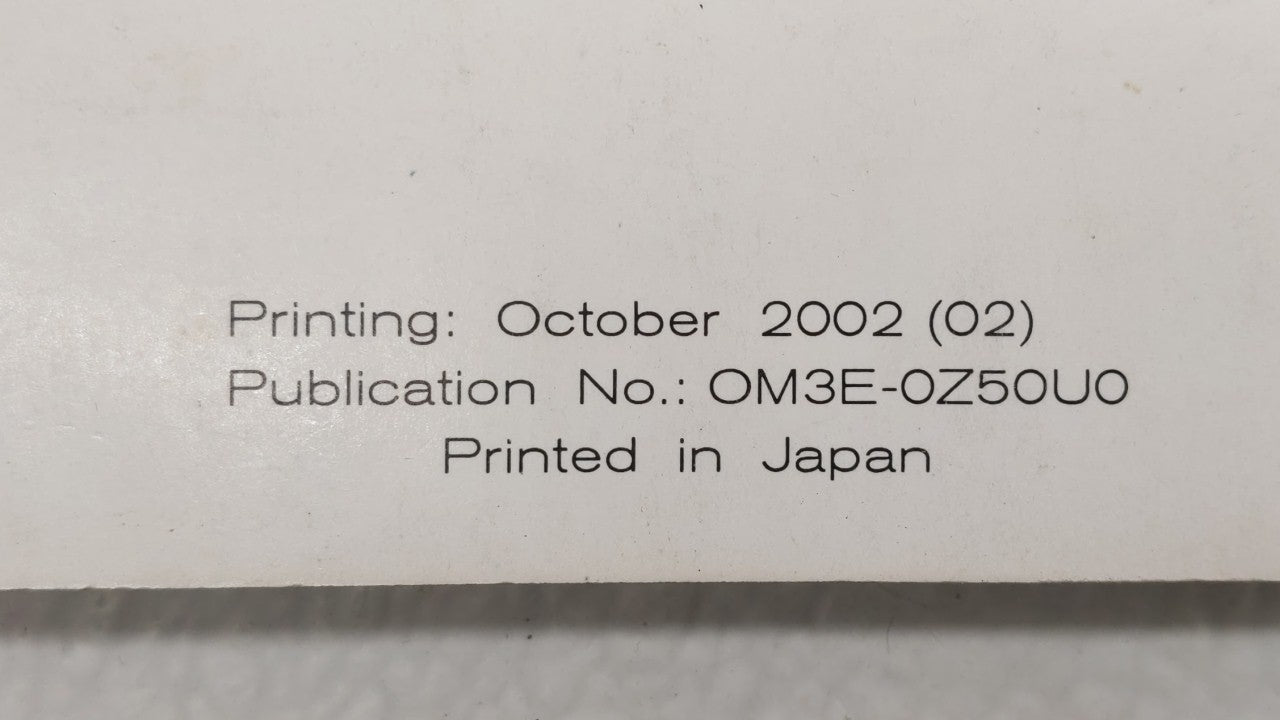 Printing: October 2002 (02)
Publication No.: OM3E-0Z50U0
Printed in Japan